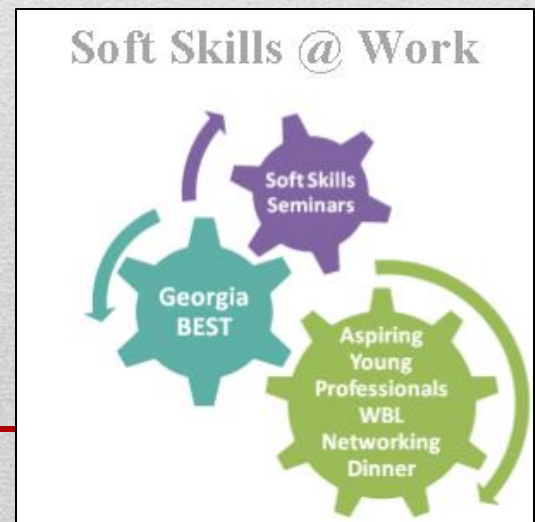 Soft Skills @ Work
Soft Skills
Seminars
Georgia
BEST
Aspiring
Young
Professionals
WBL
Networking
Dinner